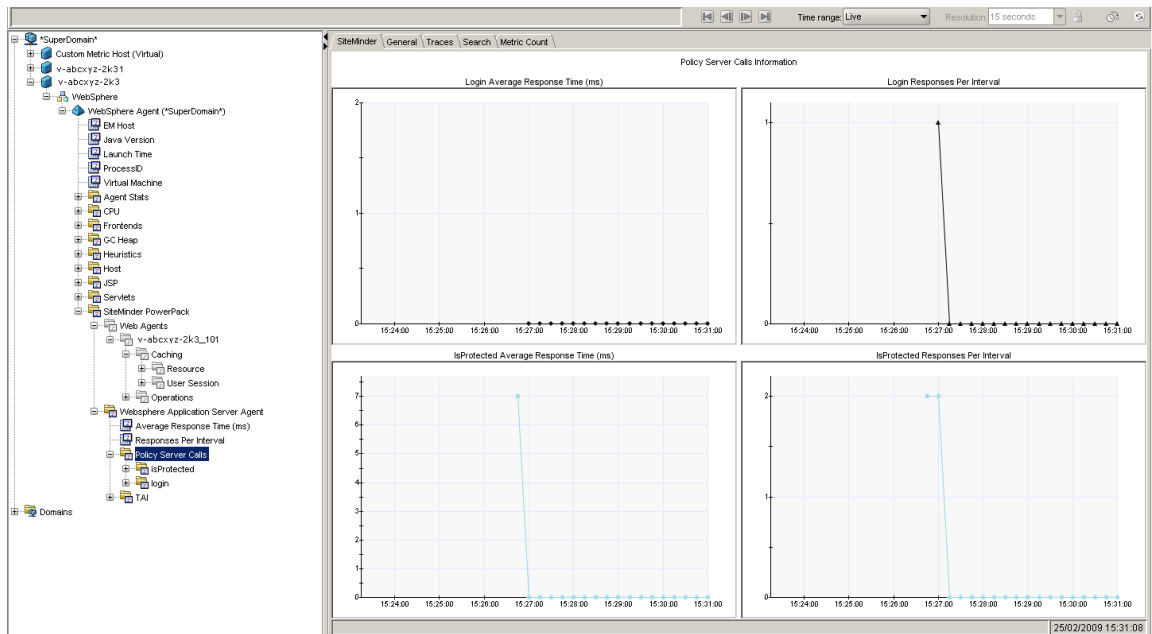 Time range: Live
Resolution: 15 seconds
*SuperDomain*
Custom Metric Host (Virtual)
v-abcxyz-2k31
v-abcxyz-2k3
WebSphere
WebSphere Agent (*SuperDomain*)
EM Host
Java Version
Launch Time
ProcessID
Virtual Machine
Agent Stats
CPU
Frontends
GC Heap
Heuristics
Host
JSP
Servlets
SiteMinder PowerPack
Web Agents
v-abcxyz-2k3_101
Caching
Resource
User Session
Operations
Websphere Application Server Agent
Average Response Time (ms)
Responses Per Interval
Policy Server Calls
isProtected
login
TAI
Domains
SiteMinder General Traces Search Metric Count
Policy Server Calls Information
Login Average Response Time (ms)
2
1
0
15:24:00 15:25:00 15:26:00 15:27:00 15:28:00 15:29:00 15:30:00 15:31:00
Login Responses Per Interval
1
0
15:24:00 15:25:00 15:26:00 15:27:00 15:28:00 15:29:00 15:30:00 15:31:00
IsProtected Average Response Time (ms)
7
6
5
4
3
2
1
0
15:24:00 15:25:00 15:26:00 15:27:00 15:28:00 15:29:00 15:30:00 15:31:00
IsProtected Responses Per Interval
2
1
0
15:24:00 15:25:00 15:26:00 15:27:00 15:28:00 15:29:00 15:30:00 15:31:00
25/02/2009 15:31:08